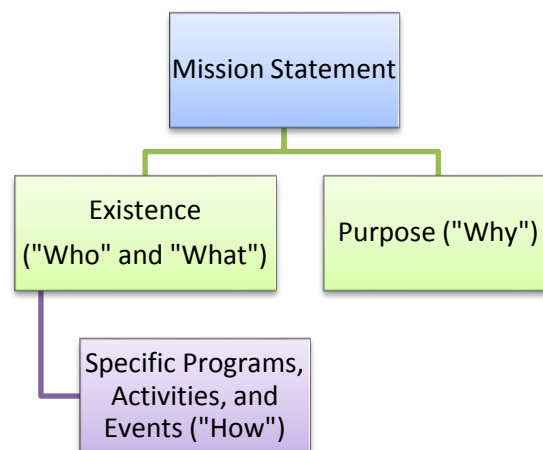 Mission Statement
Existence
("Who" and "What")
Purpose ("Why")
Specific Programs,
Activities, and
Events ("How")